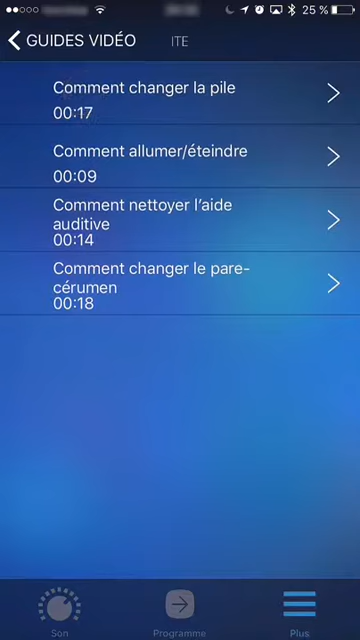 25 %
GUIDES VIDÉO
ITE
Comment changer la pile
00:17
Comment allumer/éteindre
00:09
Comment nettoyer l’aide
auditive
00:14
Comment changer le pare-
cérumen
00:18
Son
Programme
Plus